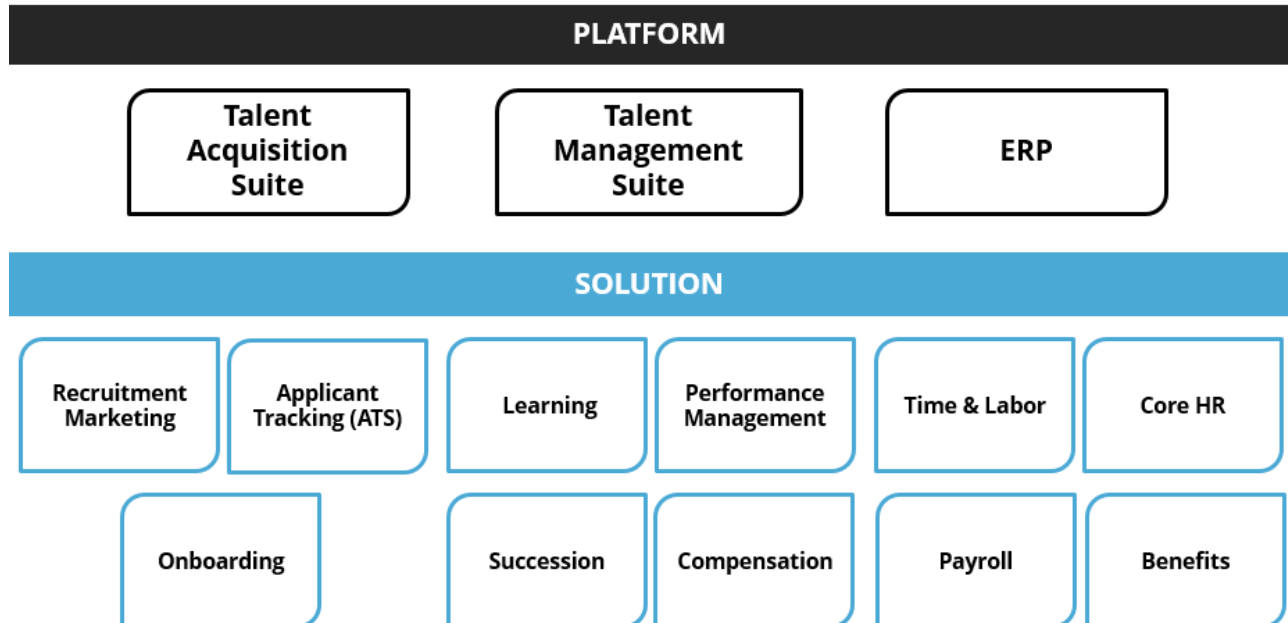 PLATFORM
Talent
Acquisition
Suite
Talent
Management
Suite
ERP
SOLUTION
Recruitment
Marketing
Applicant
Tracking (ATS)
Learning
Performance
Management
Time & Labor
Core HR
Onboarding
Succession
Compensation
Payroll
Benefits